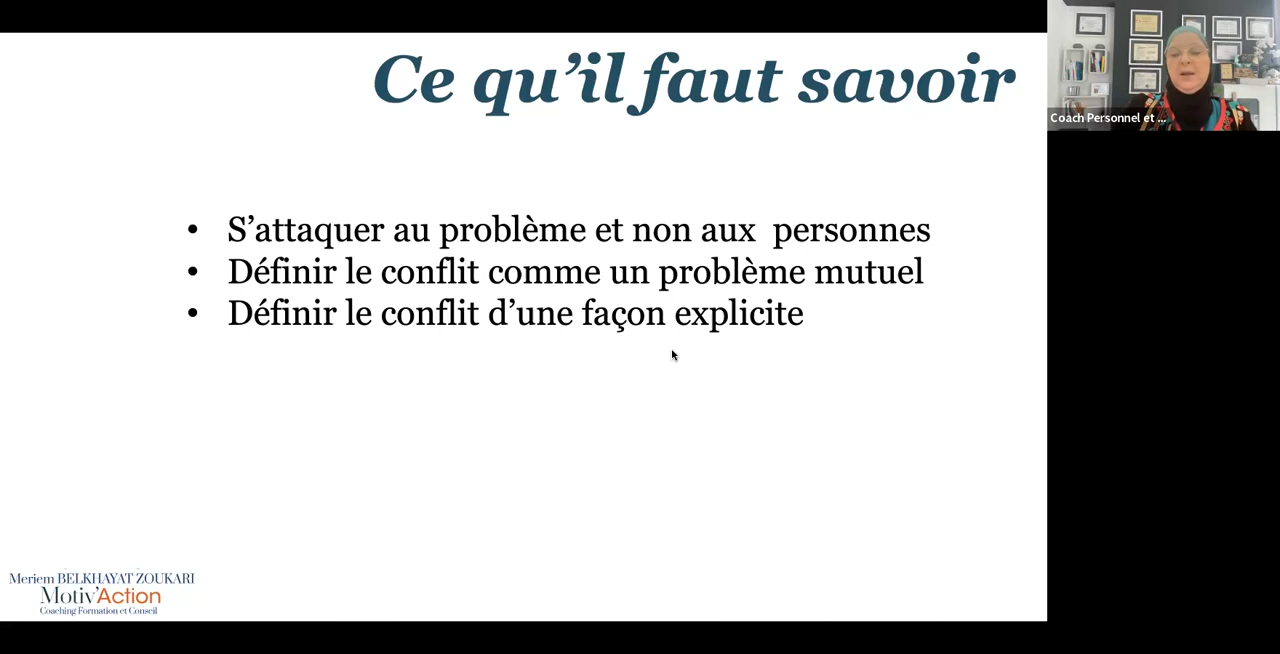 Ce qu’il faut savoir
• S’attaquer au problème et non aux  personnes
• Définir le conflit comme un problème mutuel
• Définir le conflit d’une façon explicite
Meriem BELKHAYAT ZOUKARI
Motiv’Action
Coaching Formation et Conseil
Coach Personnel et ...